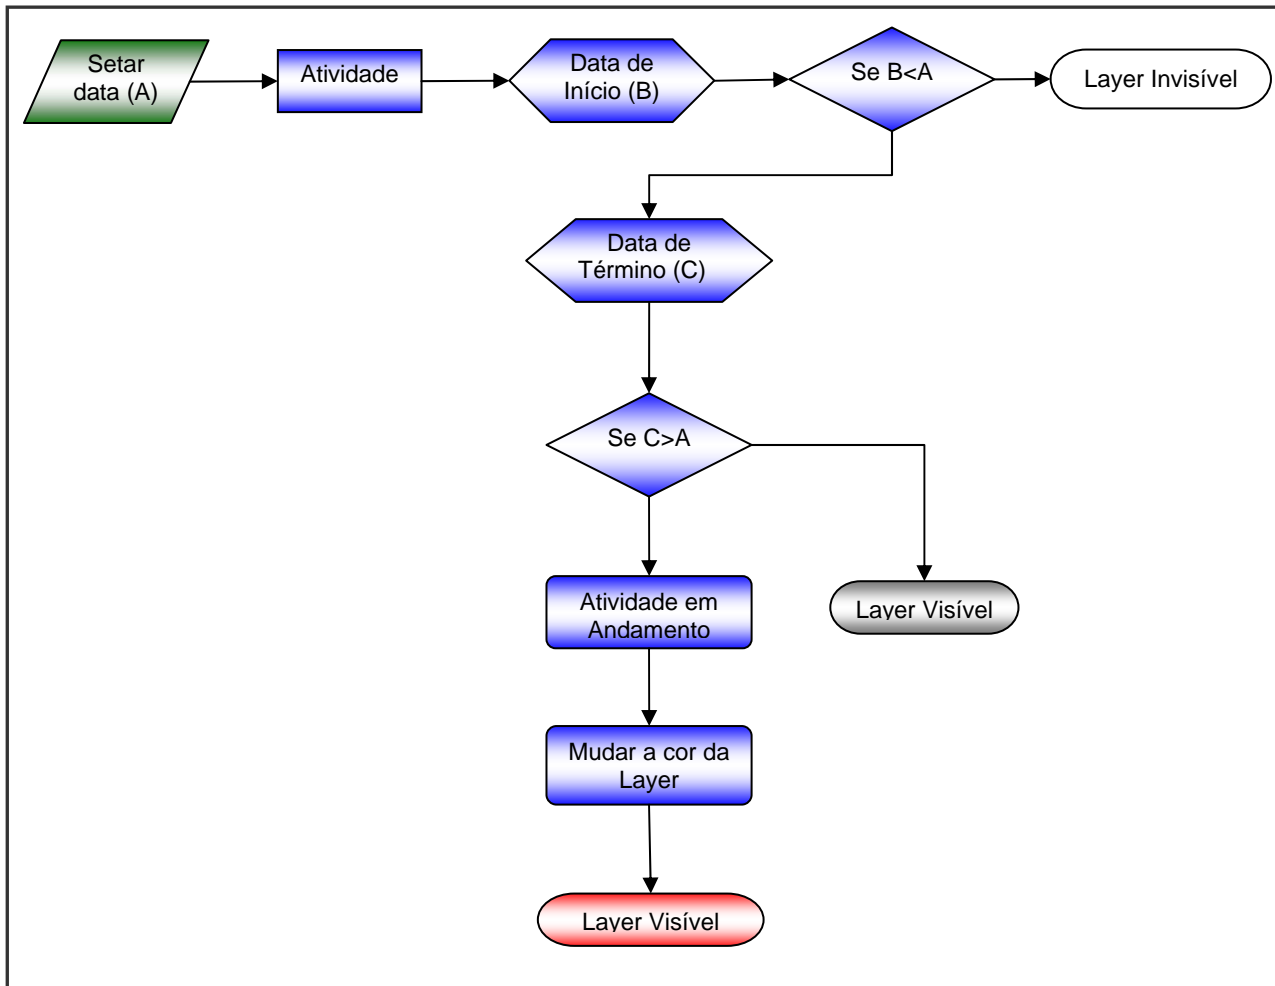 Setar
data (A)
Atividade
Data de
Início (B)
Se B<A
Layer Invisível
Data de
Término (C)
Se C>A
Atividade em
Andamento
Layer Visível
Mudar a cor da
Layer
Layer Visível